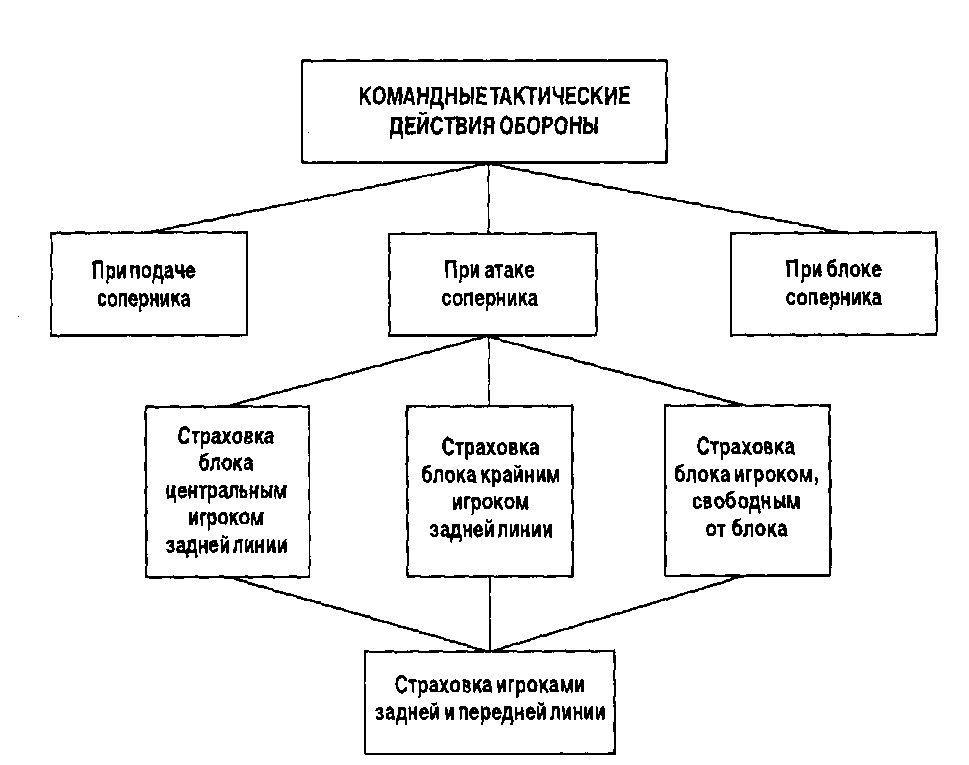 КОМАНДНЫЕ ТАКТИЧЕСКИЕ
ДЕЙСТВИЯ ОБОРОНЫ
При подаче
соперника
При атаке
соперника
При блоке
соперника
Страховка
блока
центральным
игроком
задней линии
Страховка
блока крайним
игроком
задней линии
Страховка
блока игроком,
свободным
от блока
Страховка игроками
задней и передней линии